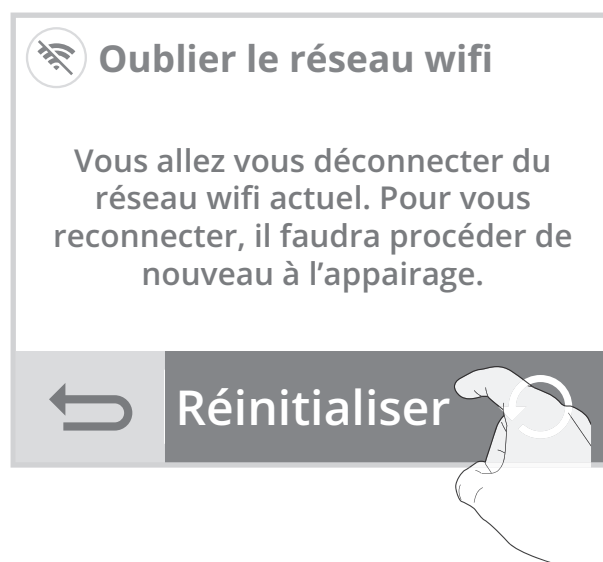 Oublier le réseau wifi
Vous allez vous déconnecter du
réseau wifi actuel. Pour vous
reconnecter, il faudra procéder de
nouveau à l’appairage.
Réinitialiser